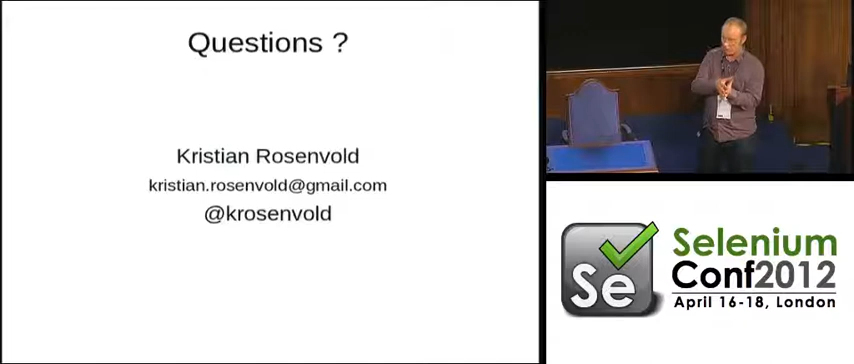 Questions ?
Kristian Rosenvold
kristian.rosenvold@gmail.com
@krosenvold
Se
Selenium
Conf2012
April 16-18, London